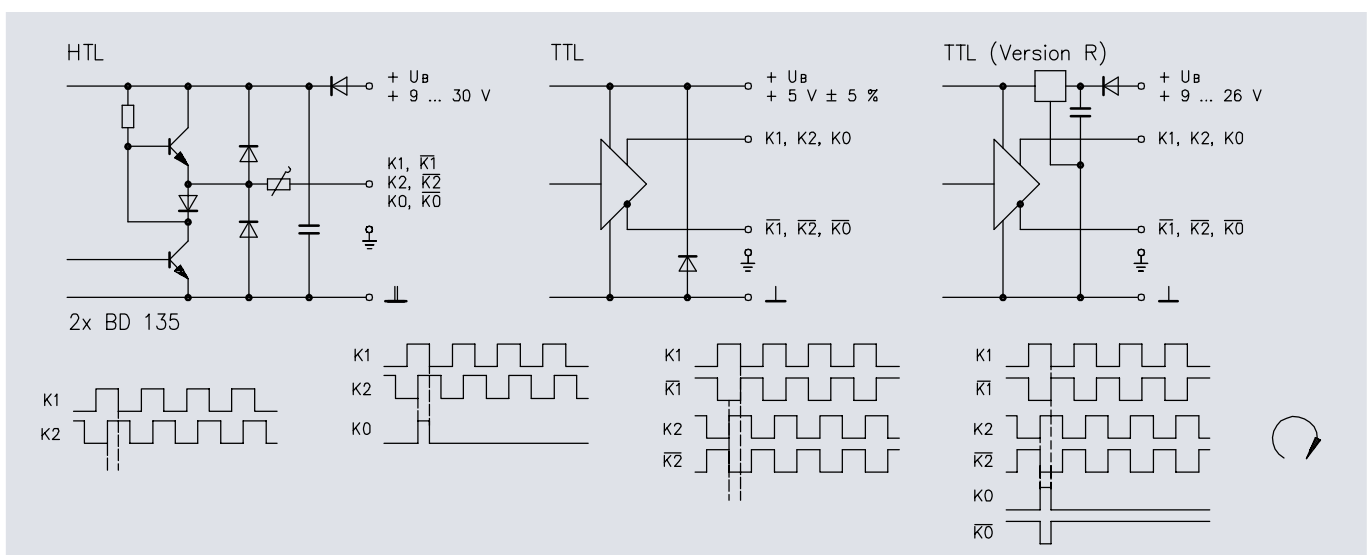 HTL
+ UB
+ 9 ... 30 V
K1, K̅1̅
K2, K̅2̅
K0, K̅0̅
2x BD 135
TTL
+ UB
+ 5 V ± 5 %
K1, K2, K0
K̅1̅, K̅2̅, K̅0̅
TTL (Version R)
+ UB
+ 9 ... 26 V
K1, K2, K0
K̅1̅, K̅2̅, K̅0̅
K1
K2
K1
K2
K0
K1
K̅1̅
K2
K̅2̅
K1
K̅1̅
K2
K̅2̅
K0
K̅0̅